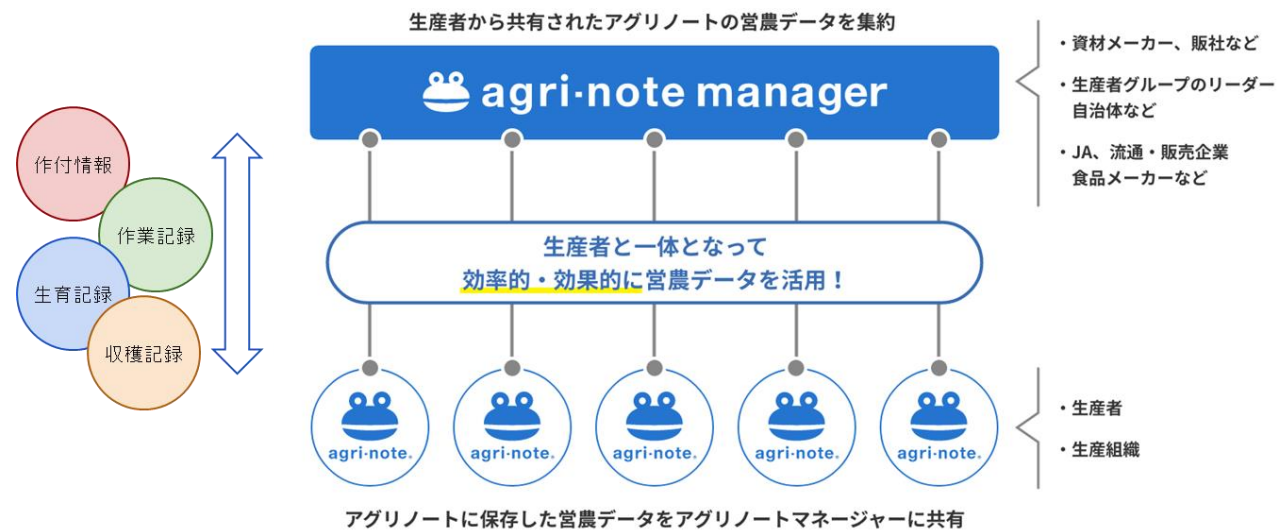 生産者から共有されたアグリノートの営農データを集約
agri-note manager
・資材メーカー、販社など
・生産者グループのリーダー
自治体など
・JA、流通・販売企業
食品メーカーなど
作付情報
作業記録
生育記録
収穫記録
生産者と一体となって
効率的・効果的に営農データを活用！
agri-note.
agri-note.
agri-note.
agri-note.
agri-note.
・生産者
・生産組織
アグリノートに保存した営農データをアグリノートマネージャーに共有